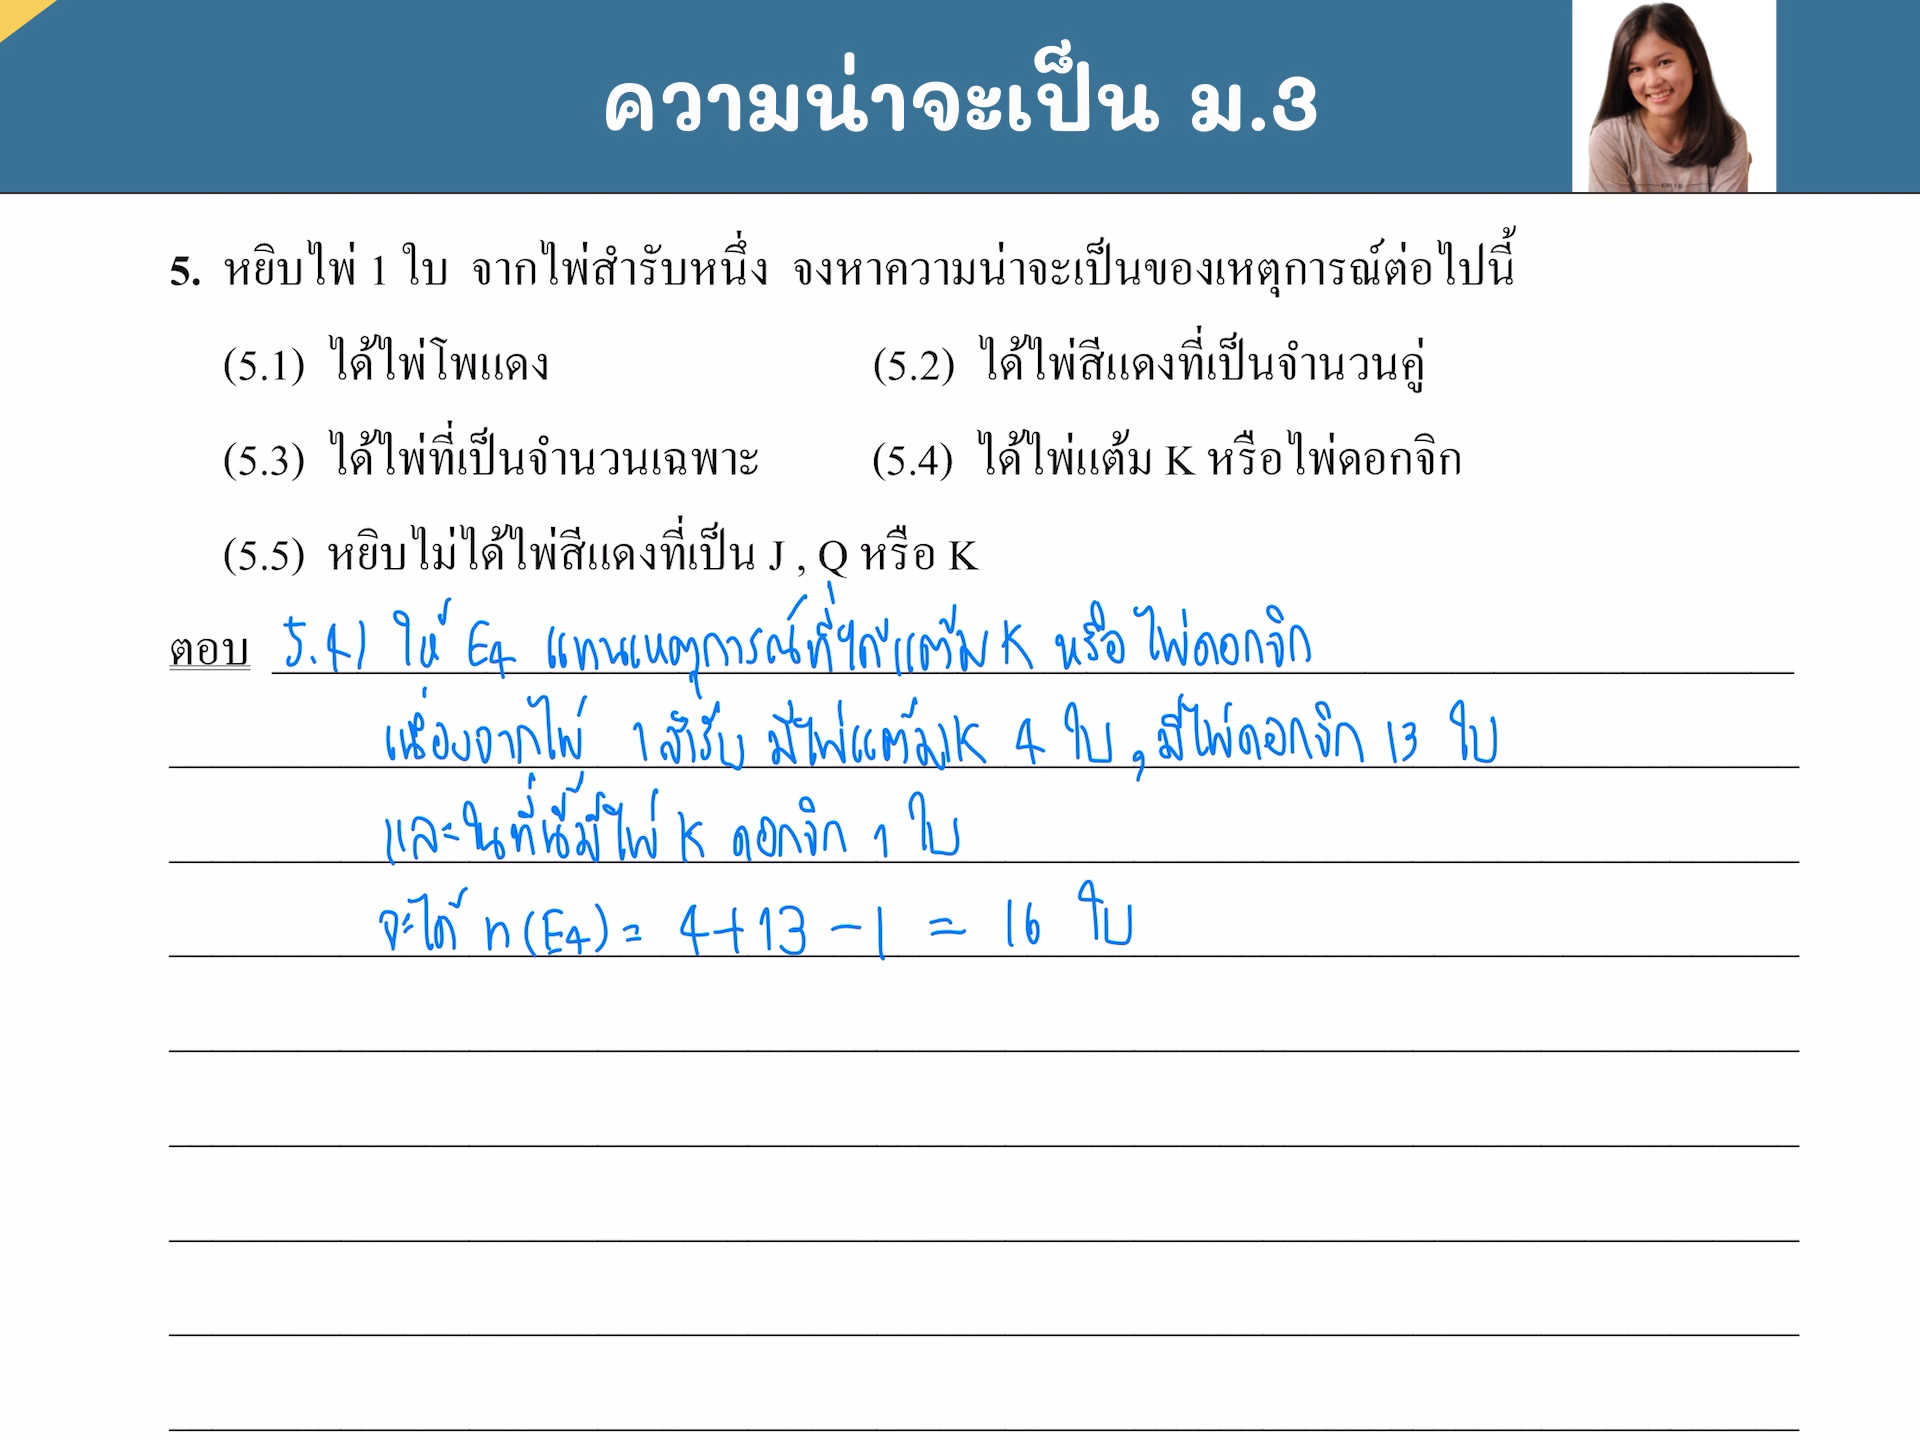 ความน่าจะเป็น ม.3
5. หยิบไพ่ 1 ใบ จากไพ่สำรับหนึ่ง จงหาความน่าจะเป็นของเหตุการณ์ต่อไปนี้
(5.1) ได้ไพ่โพแดง (5.2) ได้ไพ่สีแดงที่เป็นจำนวนคู่
(5.3) ได้ไพ่ที่เป็นจำนวนเฉพาะ (5.4) ได้ไพ่แต้ม K หรือไพ่ดอกจิก
(5.5) หยิบไม่ได้ไพ่สีแดงที่เป็น J , Q หรือ K
ตอบ 5.4) ให้ E4 แทนเหตุการณ์ที่ได้แต้ม K หรือ ไพ่ดอกจิก
เนื่องจากไพ่ 1 สำรับ มีไพ่แต้ม K 4 ใบ , มีไพ่ดอกจิก 13 ใบ
และในที่นี้มีไพ่ K ดอกจิก 1 ใบ
จะได้ n(E4) = 4+13-1 = 16 ใบ